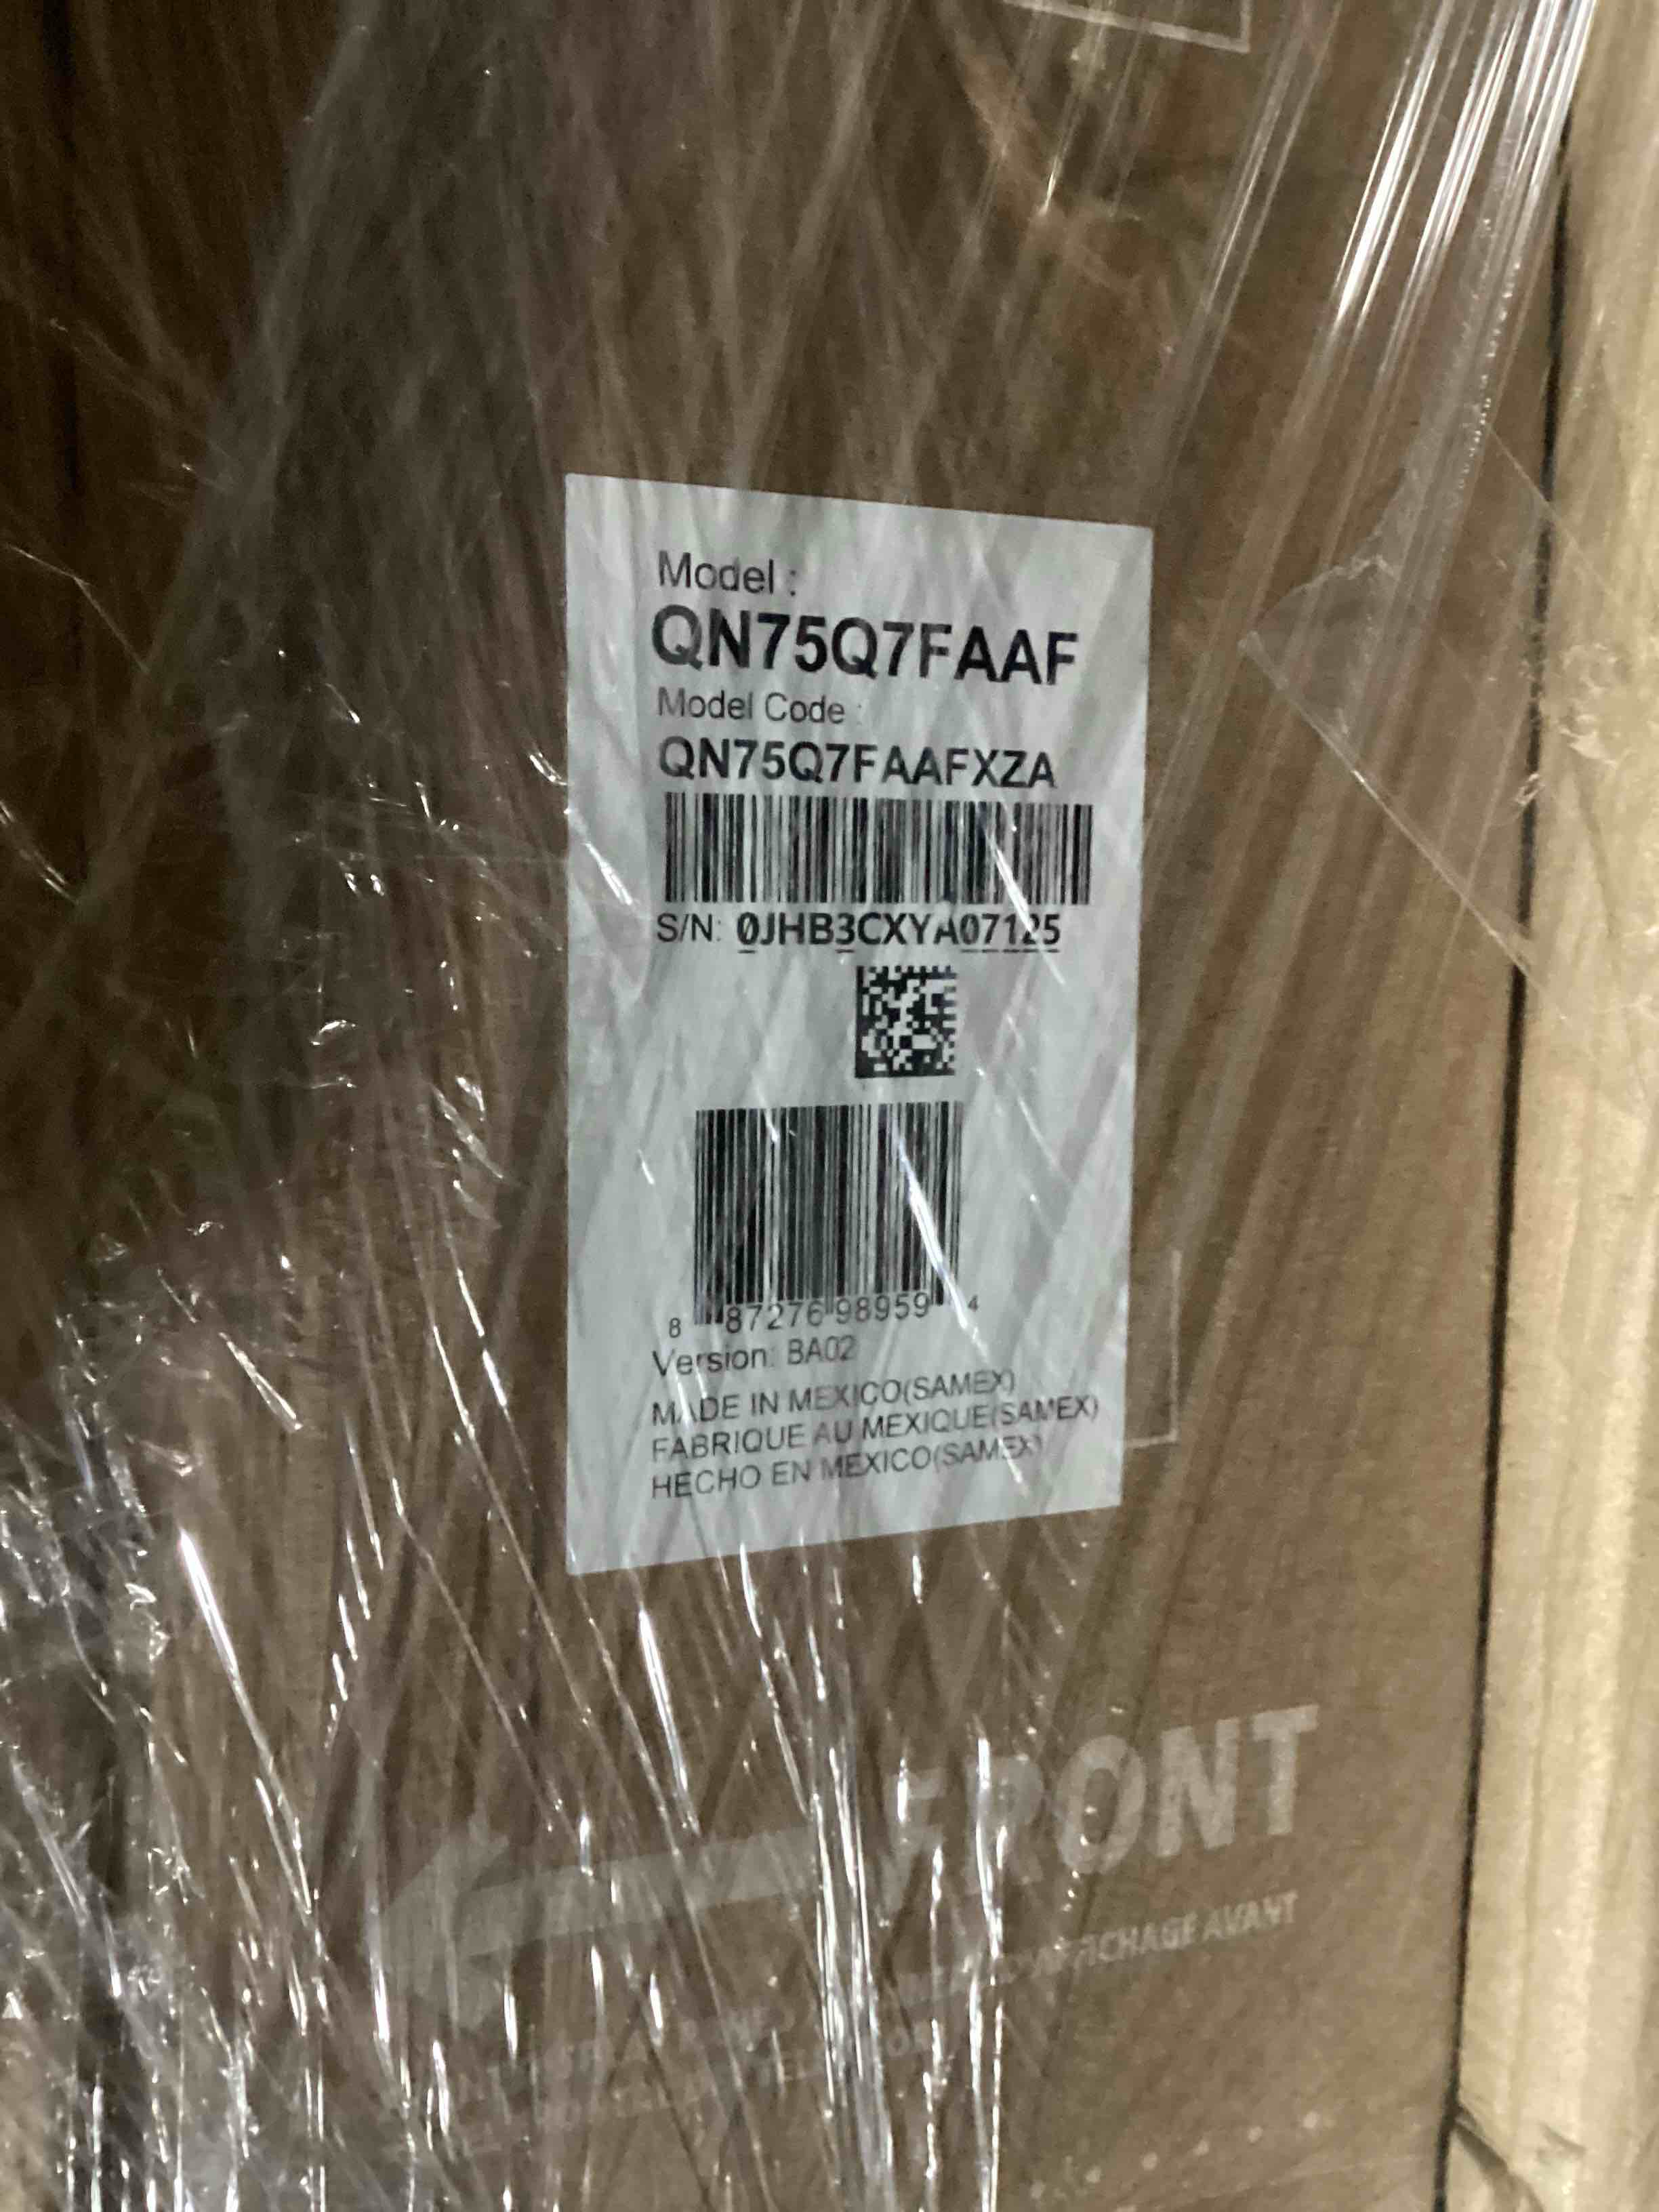 Model :
QN75Q7FAAF
Model Code :
QN75Q7FAAFXZA
S/N: 0JHB3CXYA07125
8 87276 98959 4
Version: BA02
MADE IN MEXICO(SAMEX)
FABRIQUE AU MEXIQUE(SAMEX)
HECHO EN MEXICO(SAMEX)
FRONT
AVANT